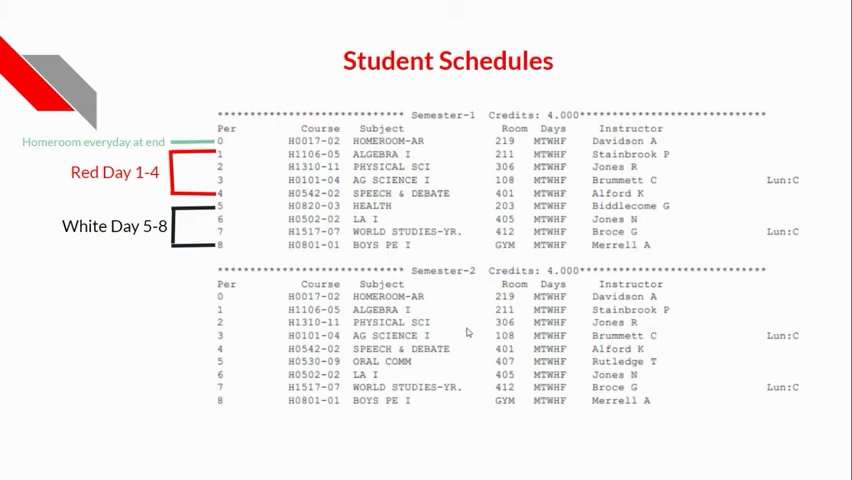 Student Schedules
****************************** Semester-1 Credits: 4.000******************************
Per Course Subject Room Days Instructor
Homeroom everyday at end
0 H0017-02 HOMEROOM-AR 219 MTWHF Davidson A
1 H1106-05 ALGEBRA I 211 MTWHF Stainbrook P
2 H1310-11 PHYSICAL SCI 306 MTWHF Jones R
Red Day 1-4
3 H0101-04 AG SCIENCE I 108 MTWHF Brummett C Lun:C
4 H0542-02 SPEECH & DEBATE 401 MTWHF Alford K
5 H0820-03 HEALTH 203 MTWHF Biddlecome G
6 H0502-02 LA I 405 MTWHF Jones N
White Day 5-8
7 H1517-07 WORLD STUDIES-YR. 412 MTWHF Broce G Lun:C
8 H0801-01 BOYS PE I GYM MTWHF Merrell A
****************************** Semester-2 Credits: 4.000******************************
Per Course Subject Room Days Instructor
0 H0017-02 HOMEROOM-AR 219 MTWHF Davidson A
1 H1106-05 ALGEBRA I 211 MTWHF Stainbrook P
2 H1310-11 PHYSICAL SCI 306 MTWHF Jones R
3 H0101-04 AG SCIENCE I 108 MTWHF Brummett C Lun:C
4 H0542-02 SPEECH & DEBATE 401 MTWHF Alford K
5 H0530-09 ORAL COMM 407 MTWHF Rutledge T
6 H0502-02 LA I 405 MTWHF Jones N
7 H1517-07 WORLD STUDIES-YR. 412 MTWHF Broce G Lun:C
8 H0801-01 BOYS PE I GYM MTWHF Merrell A